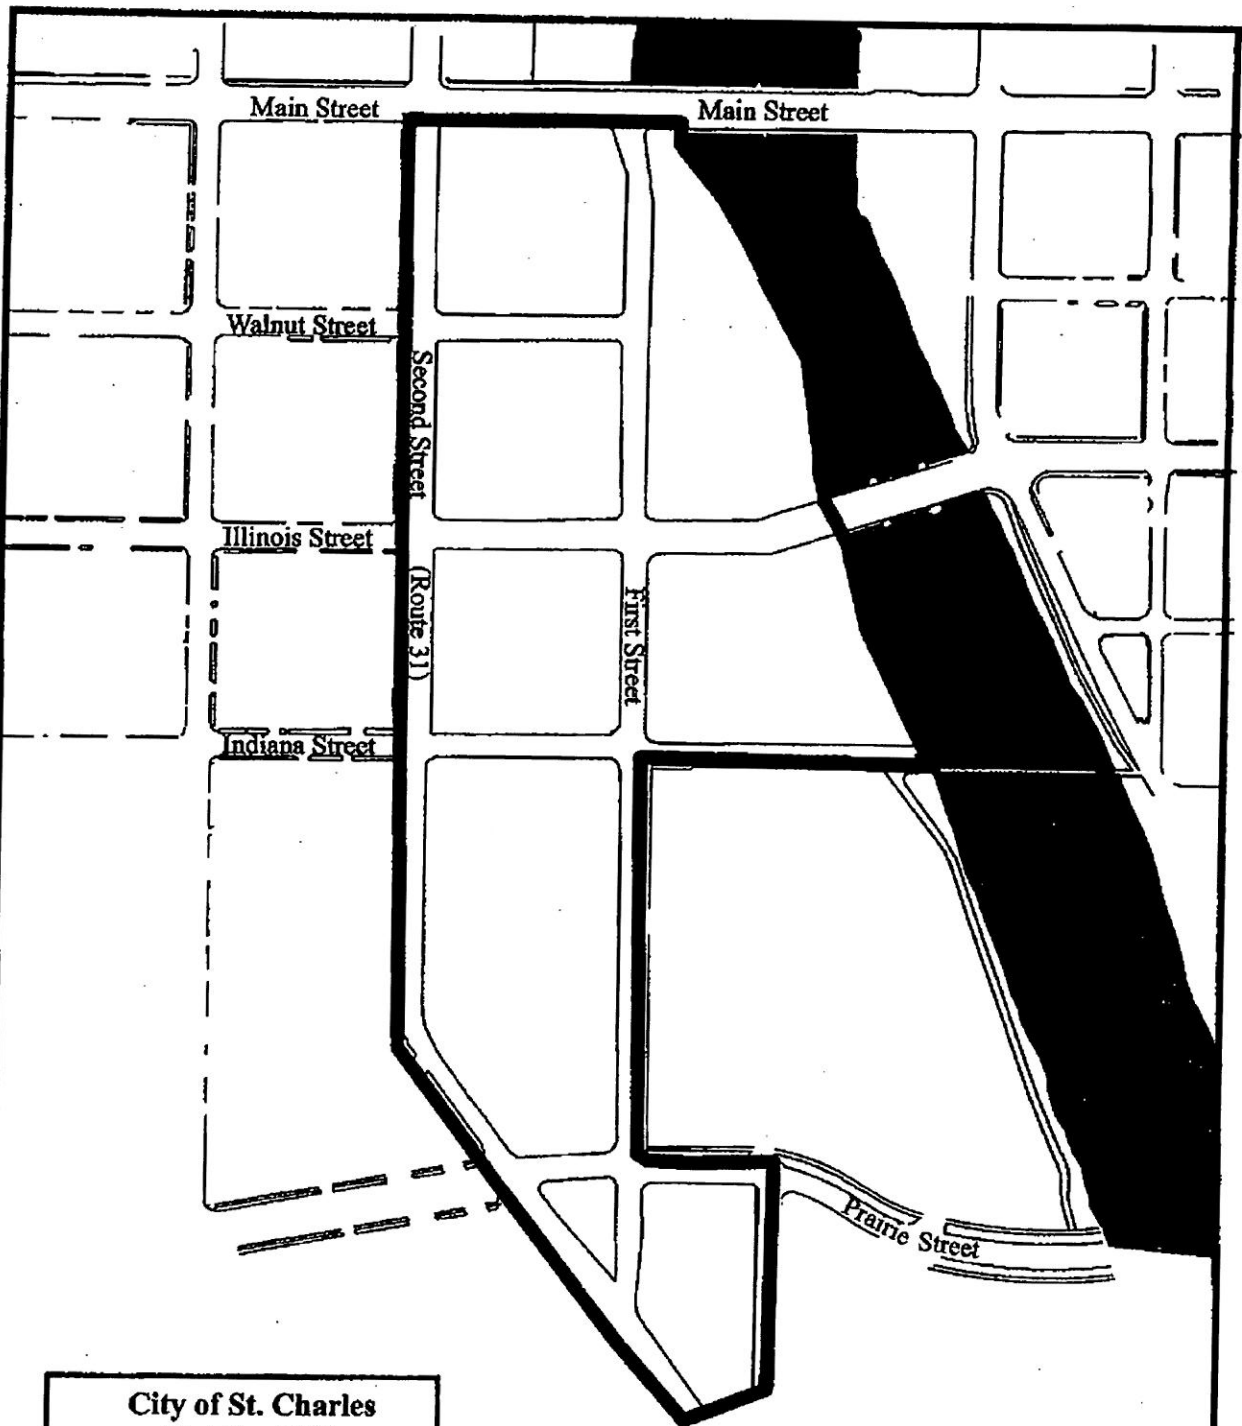 Main Street
Main Street
Walnut Street
Second Street
Illinois Street
(Route 31)
First Street
Indiana Street
Prairie Street
City of St. Charles